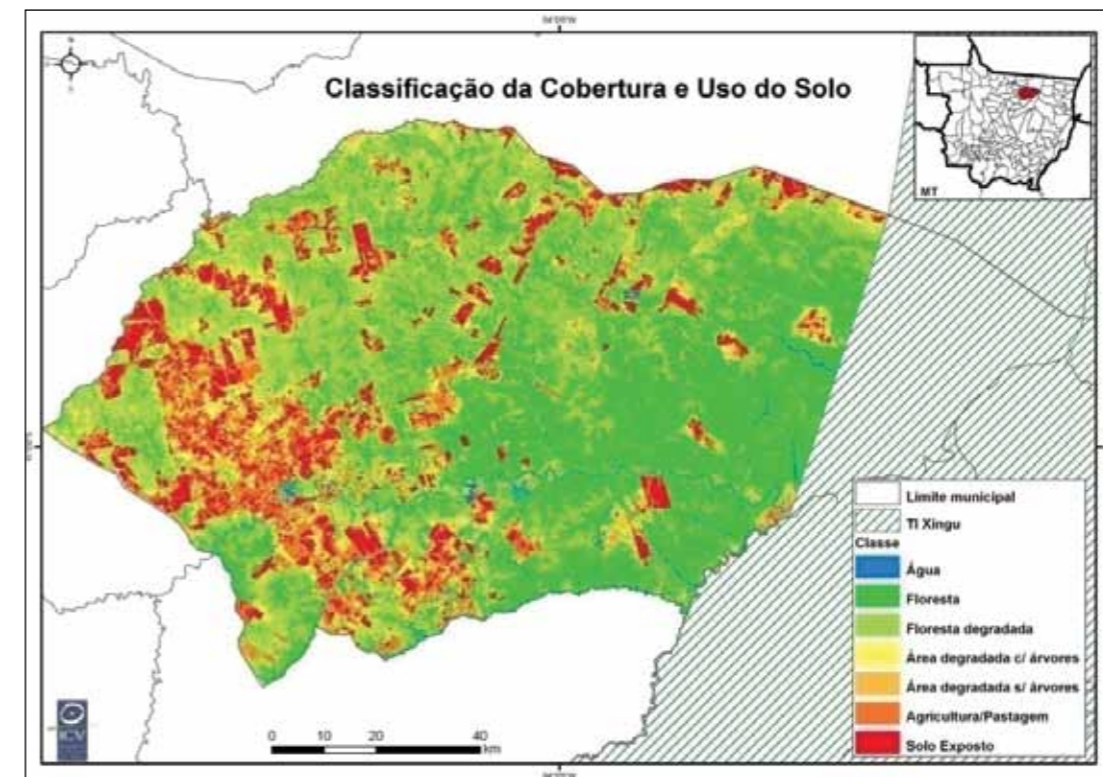 Classificação da Cobertura e Uso do Solo
MT
Limite municipal
TI Xingu
Classe
Água
Floresta
Floresta degradada
Área degradada c/ árvores
Área degradada s/ árvores
Agricultura/Pastagem
Solo Exposto
ICV
0 10 20 40
km